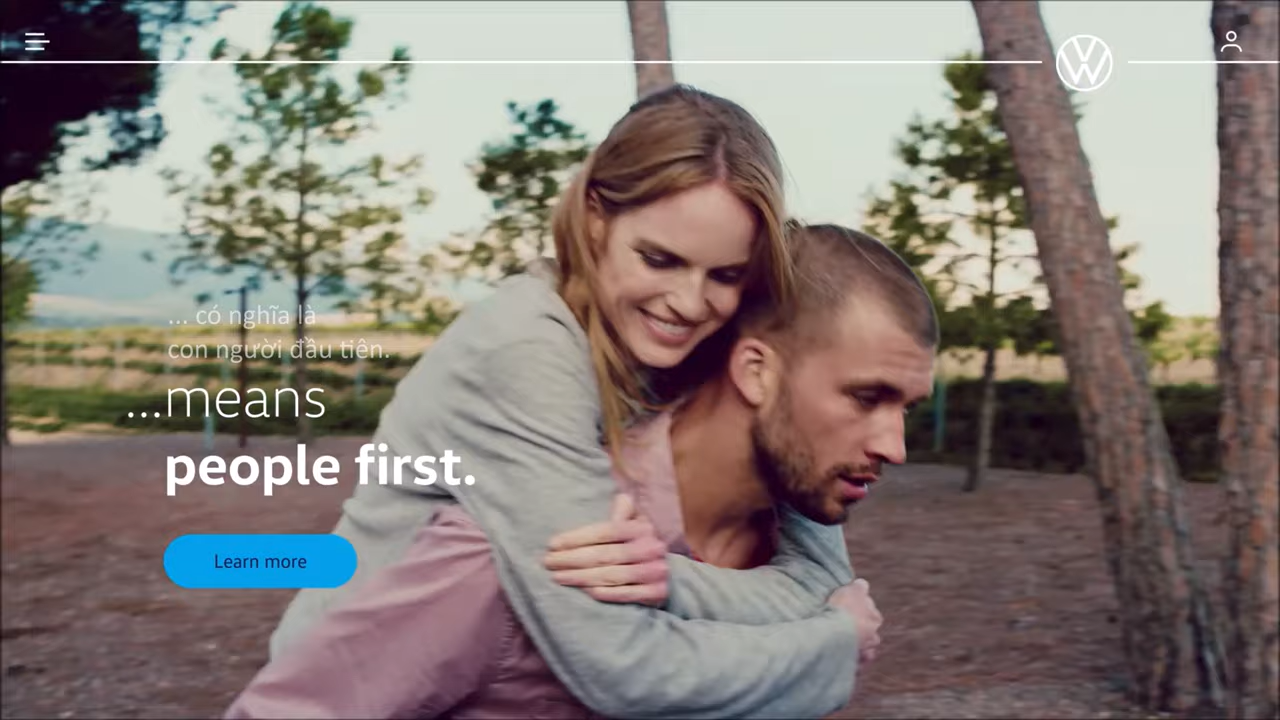 ... có nghĩa là
con người đầu tiên.
...means
people first.
Learn more